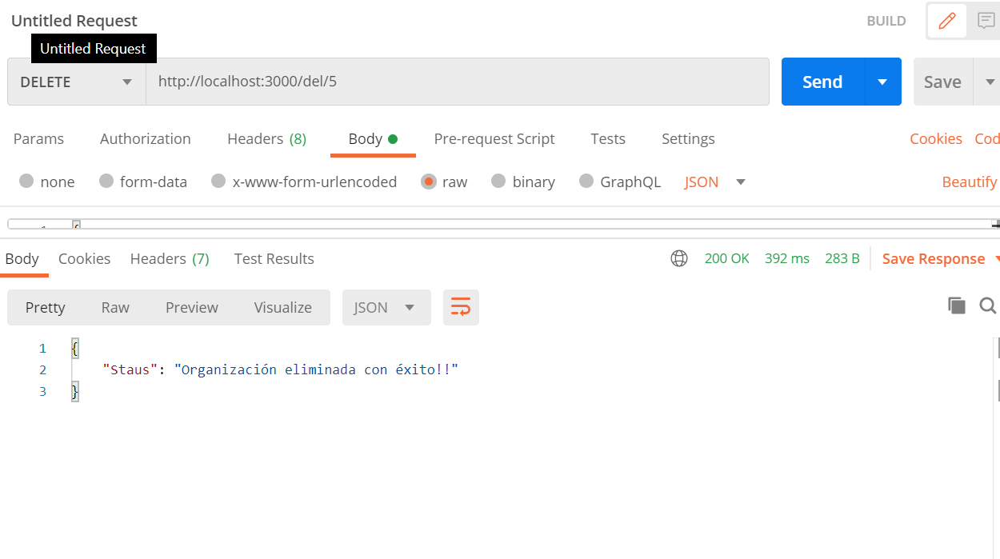 Untitled Request
BUILD
Untitled Request
DELETE http://localhost:3000/del/5 Send Save
Params Authorization Headers (8) Body Pre-request Script Tests Settings Cookies Cod
none form-data x-www-form-urlencoded raw binary GraphQL JSON Beautify
Body Cookies Headers (7) Test Results 200 OK 392 ms 283 B Save Response
Pretty Raw Preview Visualize JSON
1 {
2 "Staus": "Organización eliminada con éxito!!"
3 }